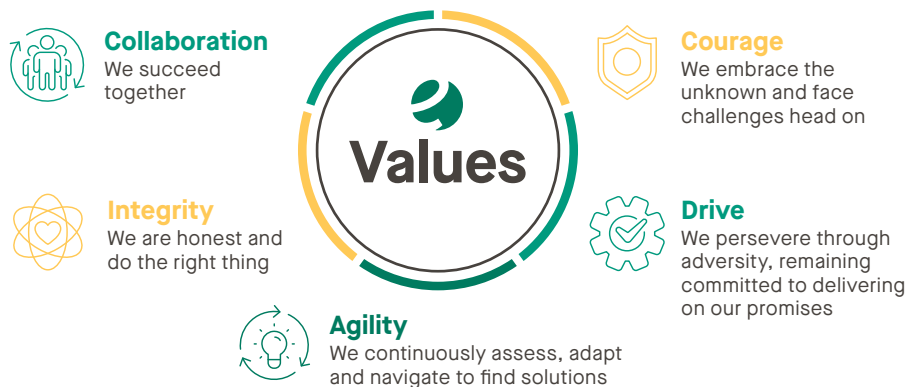 Collaboration
We succeed
together
Courage
We embrace the
unknown and face
challenges head on
Values
Integrity
We are honest and
do the right thing
Drive
We persevere through
adversity, remaining
committed to delivering
on our promises
Agility
We continuously assess, adapt
and navigate to find solutions